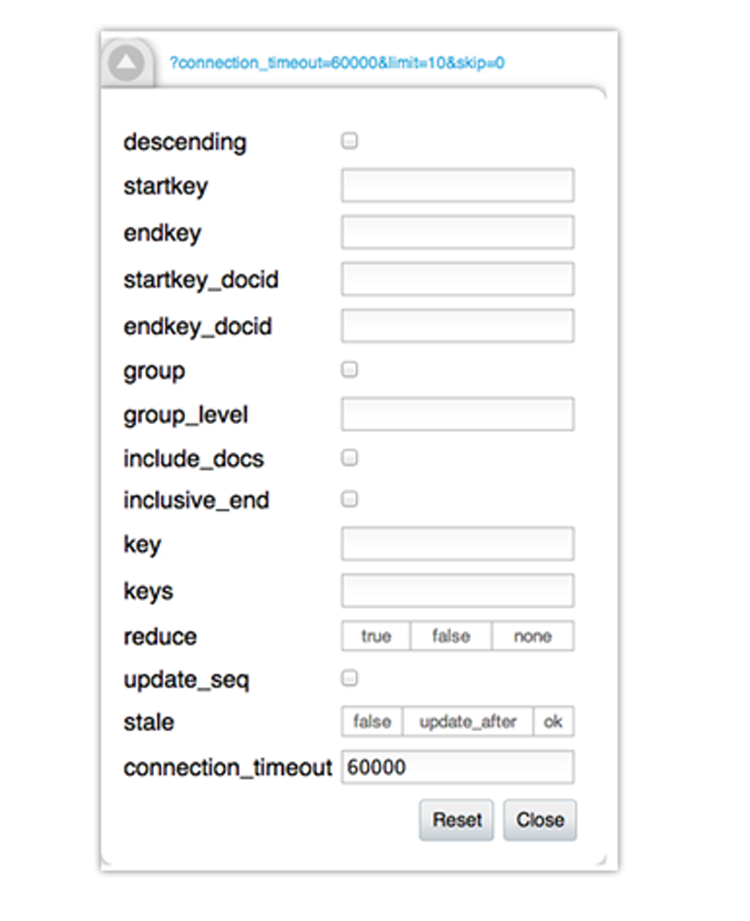 ?connection_timeout=60000&limit=10&skip=0
descending
startkey
endkey
startkey_docid
endkey_docid
group
group_level
include_docs
inclusive_end
key
keys
reduce true false none
update_seq
stale false update_after ok
connection_timeout 60000
Reset Close